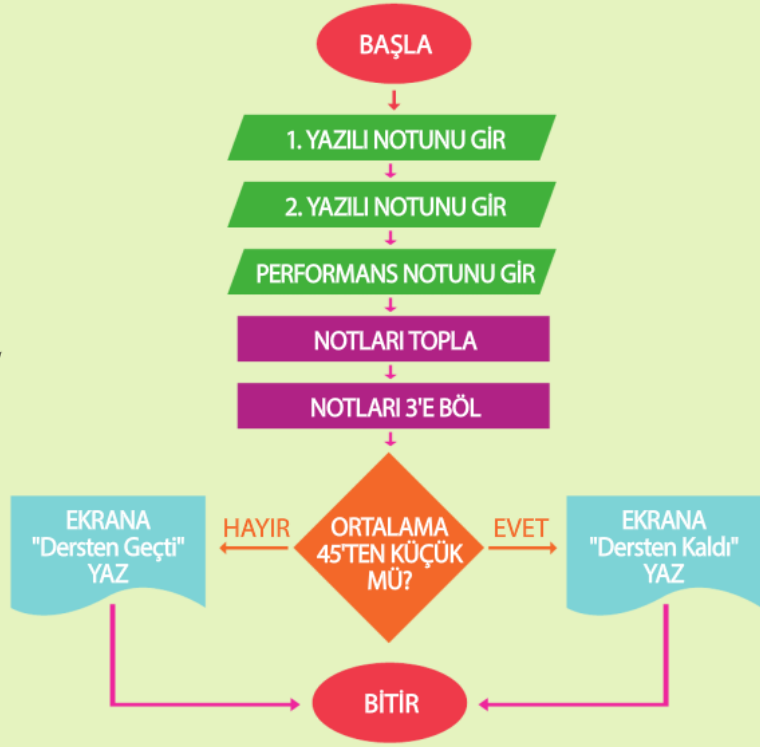 BAŞLA
1. YAZILI NOTUNU GİR
2. YAZILI NOTUNU GİR
PERFORMANS NOTUNU GİR
NOTLARI TOPLA
NOTLARI 3'E BÖL
ORTALAMA
45'TEN KÜÇÜK
MÜ?
HAYIR
EKRANA
"Dersten Geçti"
YAZ
EVET
EKRANA
"Dersten Kaldı"
YAZ
BİTİR